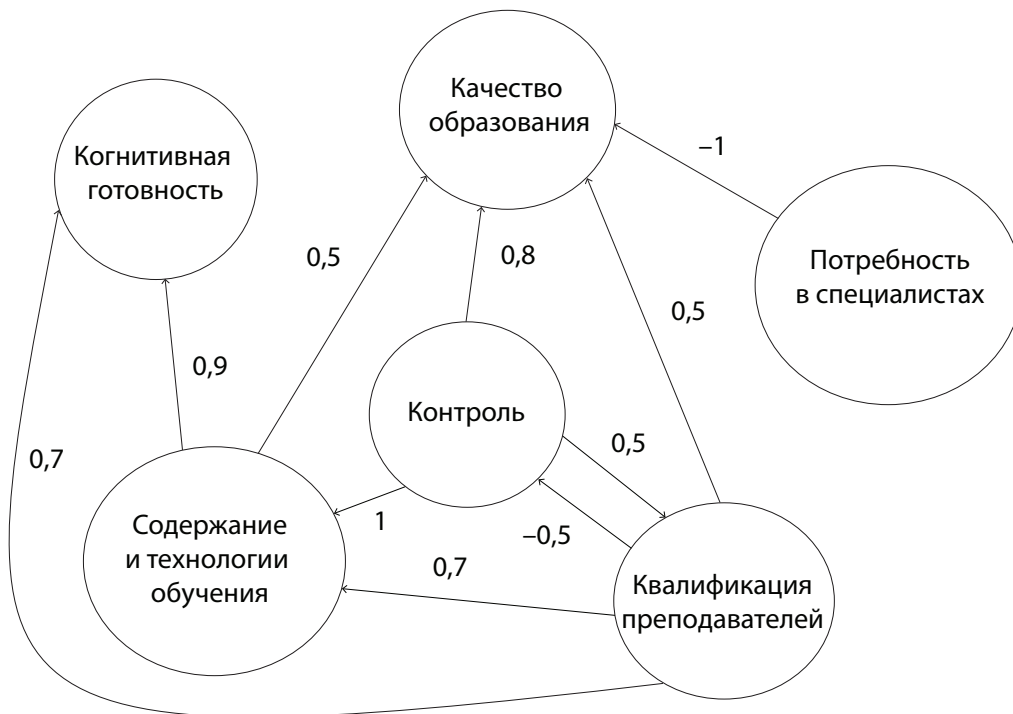 Качество
образования
Когнитивная
готовность
–1
0,5
0,8
Потребность
в специалистах
0,5
0,9
Контроль
0,5
0,7
1
–0,5
Содержание
и технологии
обучения
0,7
Квалификация
преподавателей